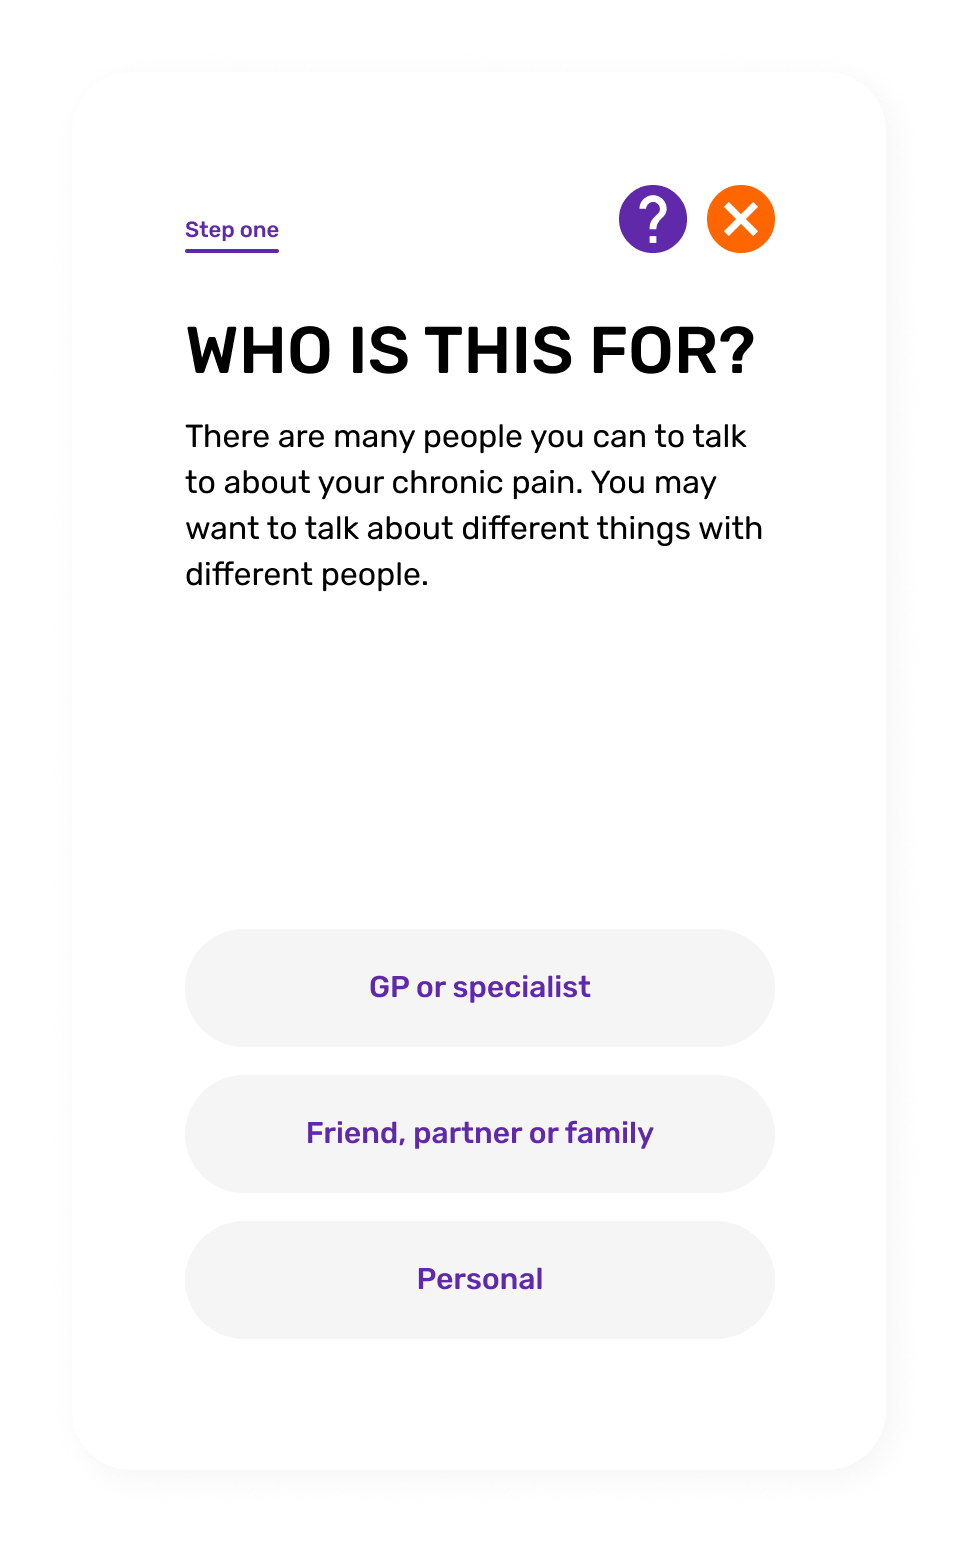 Step one
?
WHO IS THIS FOR?
There are many people you can to talk
to about your chronic pain. You may
want to talk about different things with
different people.
GP or specialist
Friend, partner or family
Personal